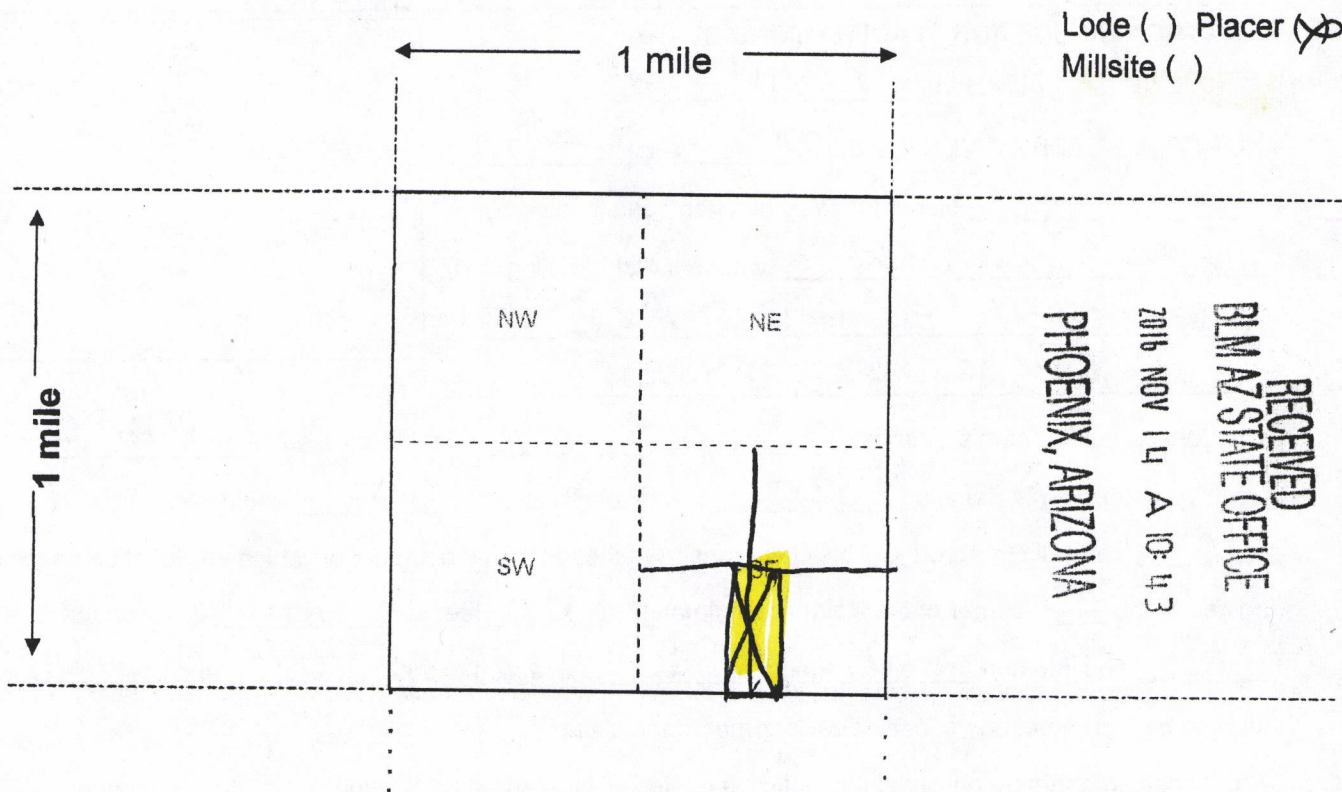 Lode ( ) Placer (X)
Millsite ( )
1 mile
1 mile
NW
NE
SW
SE
RECEIVED
BLM AZ STATE OFFICE
2016 NOV 14 A 10:43
PHOENIX, ARIZONA